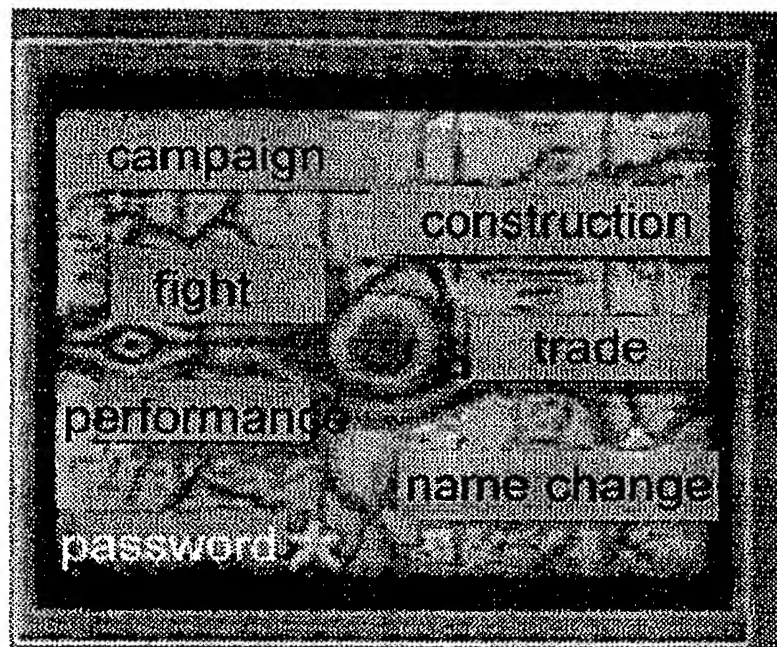 campaign
construction
fight
trade
performance
name change
password